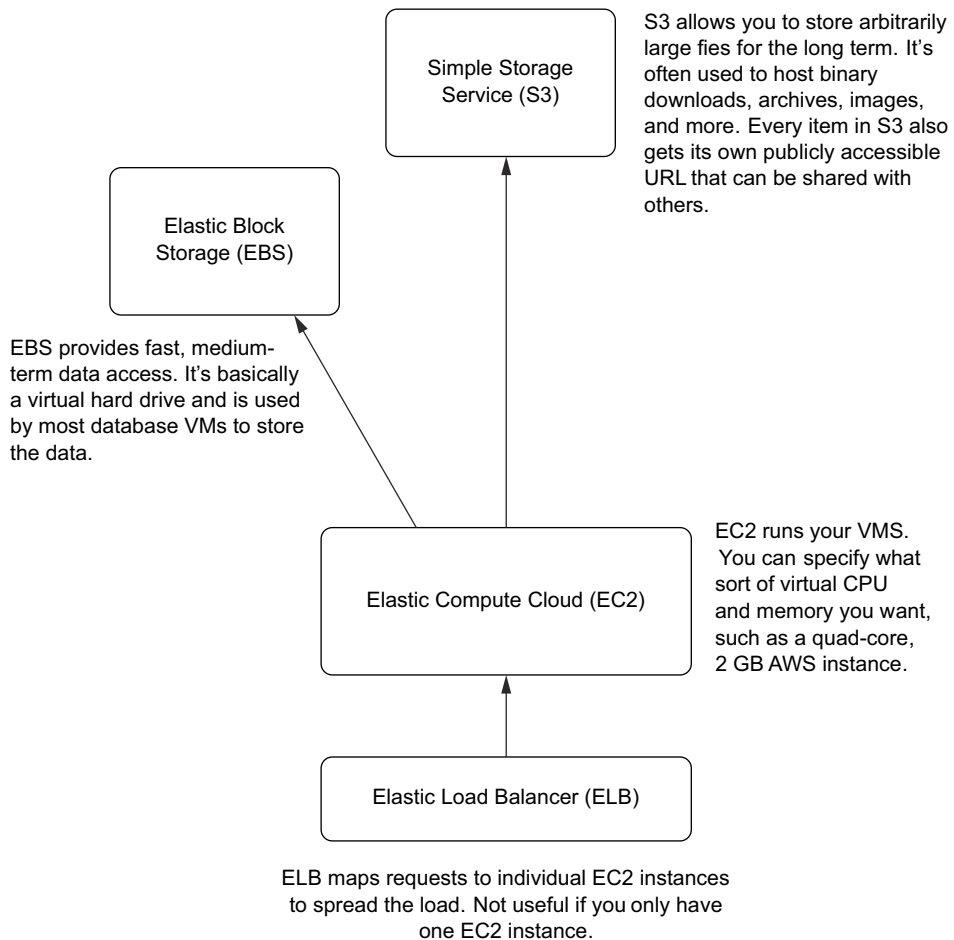 Simple Storage
Service (S3)
S3 allows you to store arbitrarily
large fies for the long term. It’s
often used to host binary
downloads, archives, images,
and more. Every item in S3 also
gets its own publicly accessible
URL that can be shared with
others.
Elastic Block
Storage (EBS)
EBS provides fast, medium-
term data access. It’s basically
a virtual hard drive and is used
by most database VMs to store
the data.
Elastic Compute Cloud (EC2)
EC2 runs your VMS.
You can specify what
sort of virtual CPU
and memory you want,
such as a quad-core,
2 GB AWS instance.
Elastic Load Balancer (ELB)
ELB maps requests to individual EC2 instances
to spread the load. Not useful if you only have
one EC2 instance.